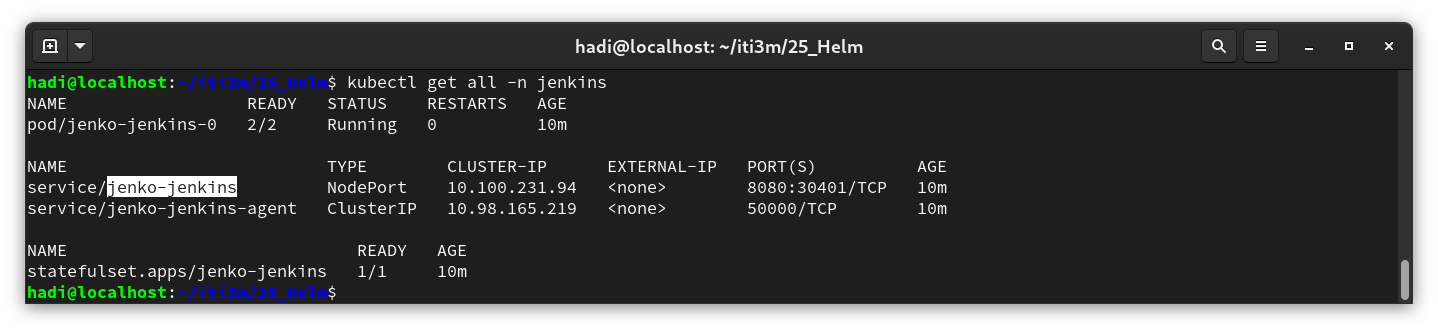 hadi@localhost: ~/iti3m/25_Helm
hadi@localhost:~/iti3m/25_Helm$ kubectl get all -n jenkins
NAME                  READY   STATUS    RESTARTS   AGE
pod/jenko-jenkins-0   2/2     Running   0          10m

NAME                          TYPE        CLUSTER-IP      EXTERNAL-IP   PORT(S)          AGE
service/jenko-jenkins         NodePort    10.100.231.94   <none>        8080:30401/TCP   10m
service/jenko-jenkins-agent   ClusterIP   10.98.165.219   <none>        50000/TCP        10m

NAME                             READY   AGE
statefulset.apps/jenko-jenkins   1/1     10m
hadi@localhost:~/iti3m/25_Helm$